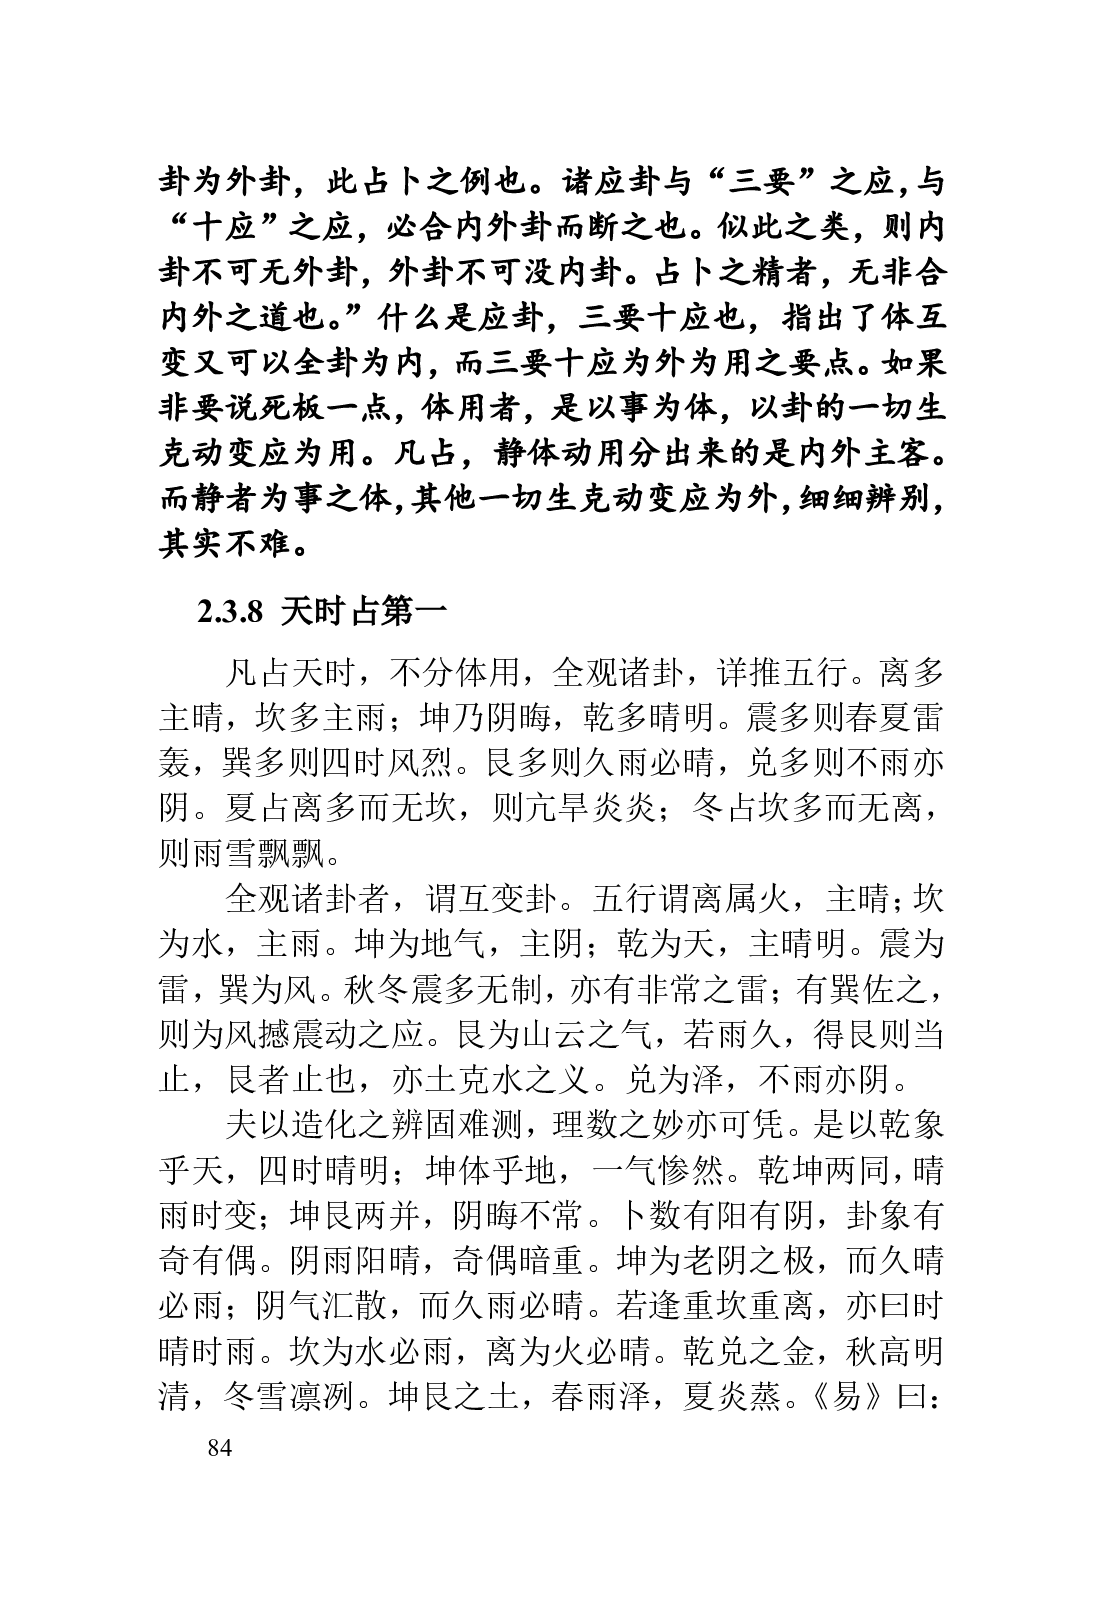 卦为外卦，此占卜之例也。诸应卦与“三要”之应，与
“十应”之应，必合内外卦而断之也。似此之类，则内
卦不可无外卦，外卦不可没内卦。占卜之精者，无非合
内外之道也。”什么是应卦，三要十应也，指出了体互
变又可以全卦为内，而三要十应为外为用之要点。如果
非要说死板一点，体用者，是以事为体，以卦的一切生
克动变应为用。凡占，静体动用分出来的是内外主客。
而静者为事之体，其他一切生克动变应为外，细细辨别，
其实不难。
2.3.8 天时占第一
凡占天时，不分体用，全观诸卦，详推五行。离多
主晴，坎多主雨；坤乃阴晦，乾多晴明。震多则春夏雷
轰，巽多则四时风烈。艮多则久雨必晴，兑多则不雨亦
阴。夏占离多而无坎，则亢旱炎炎；冬占坎多而无离，
则雨雪飘飘。
全观诸卦者，谓互变卦。五行谓离属火，主晴；坎
为水，主雨。坤为地气，主阴；乾为天，主晴明。震为
雷，巽为风。秋冬震多无制，亦有非常之雷；有巽佐之，
则为风撼震动之应。艮为山云之气，若雨久，得艮则当
止，艮者止也，亦土克水之义。兑为泽，不雨亦阴。
夫以造化之辨固难测，理数之妙亦可凭。是以乾象
乎天，四时晴明；坤体乎地，一气惨然。乾坤两同，晴
雨时变；坤艮两并，阴晦不常。卜数有阳有阴，卦象有
奇有偶。阴雨阳晴，奇偶暗重。坤为老阴之极，而久晴
必雨；阴气汇散，而久雨必晴。若逢重坎重离，亦曰时
晴时雨。坎为水必雨，离为火必晴。乾兑之金，秋高明
清，冬雪凛冽。坤艮之土，春雨泽，夏炎蒸。《易》曰：
84